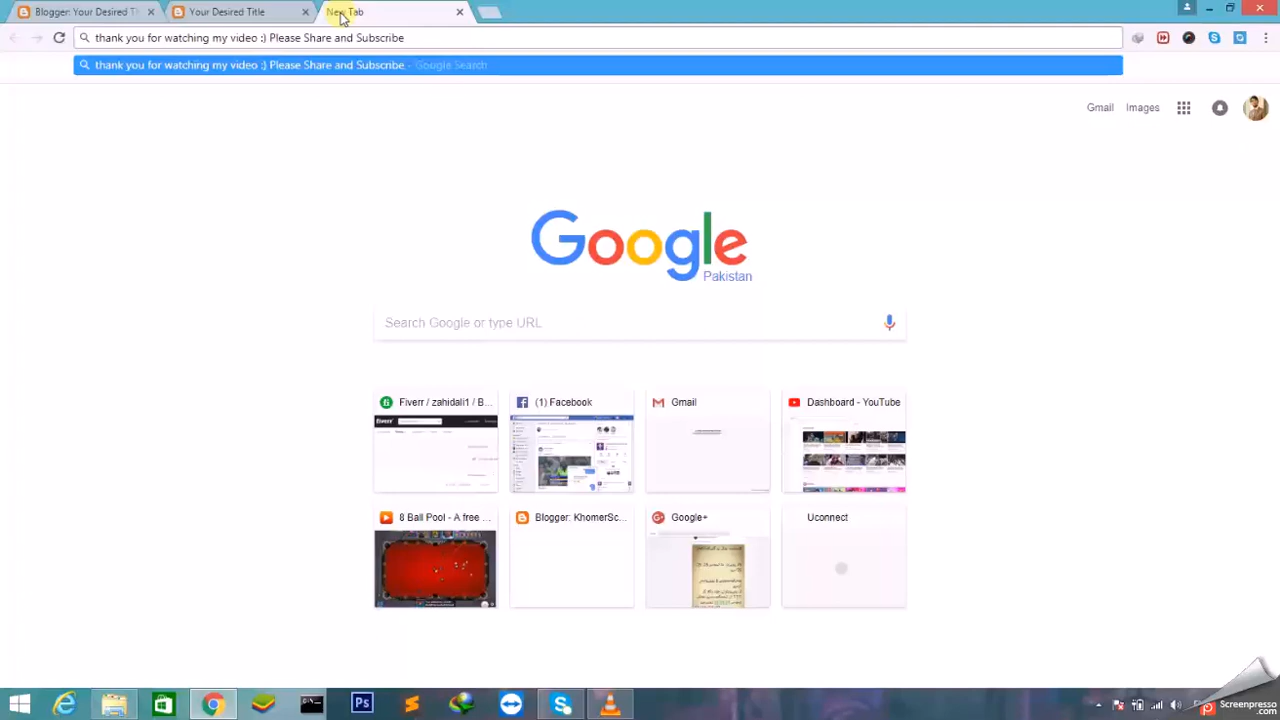 Blogger: Your Desired Ti
Your Desired Title
New Tab
thank you for watching my video :) Please Share and Subscribe
thank you for watching my video :) Please Share and Subscribe - Google Search
Gmail
Images
Google
Pakistan
Search Google or type URL
Fiverr / zahidali1 / B...
(1) Facebook
Gmail
Dashboard - YouTube
8 Ball Pool - A free ...
Blogger: KhomerSc...
Google+
Uconnect
Screenpresso
.com